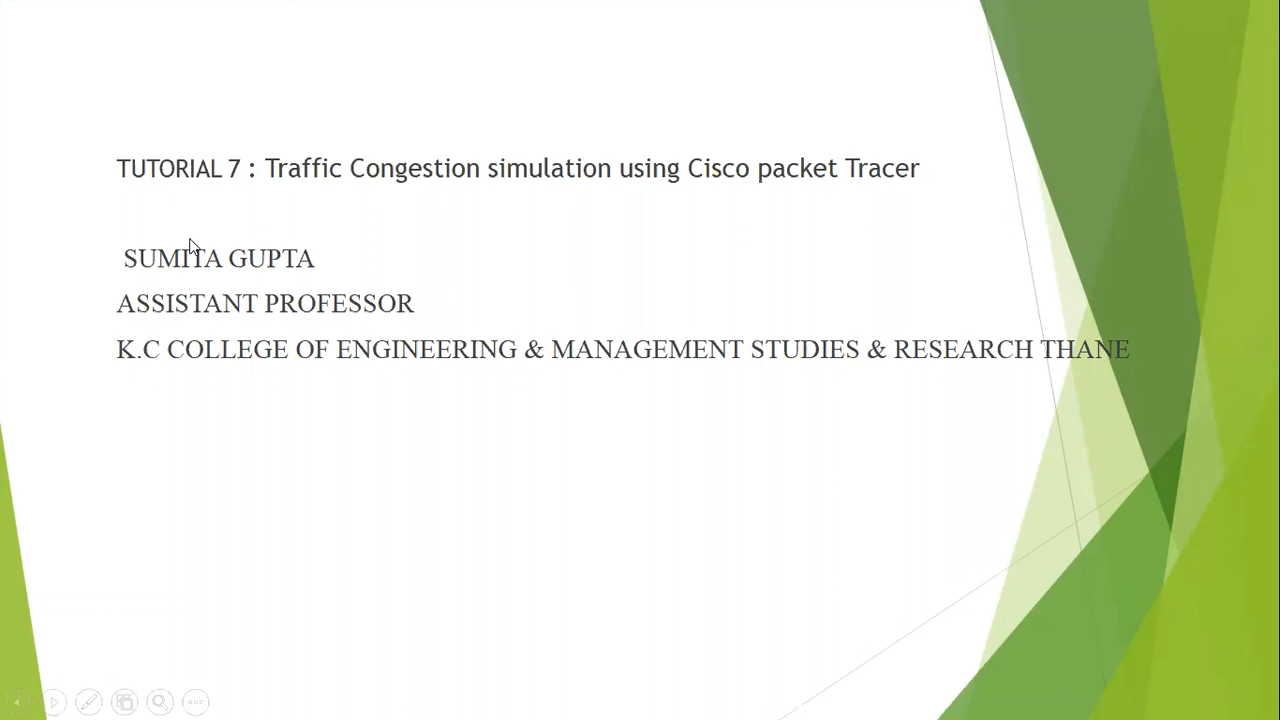 TUTORIAL 7 : Traffic Congestion simulation using Cisco packet Tracer
SUMITA GUPTA
ASSISTANT PROFESSOR
K.C COLLEGE OF ENGINEERING & MANAGEMENT STUDIES & RESEARCH THANE